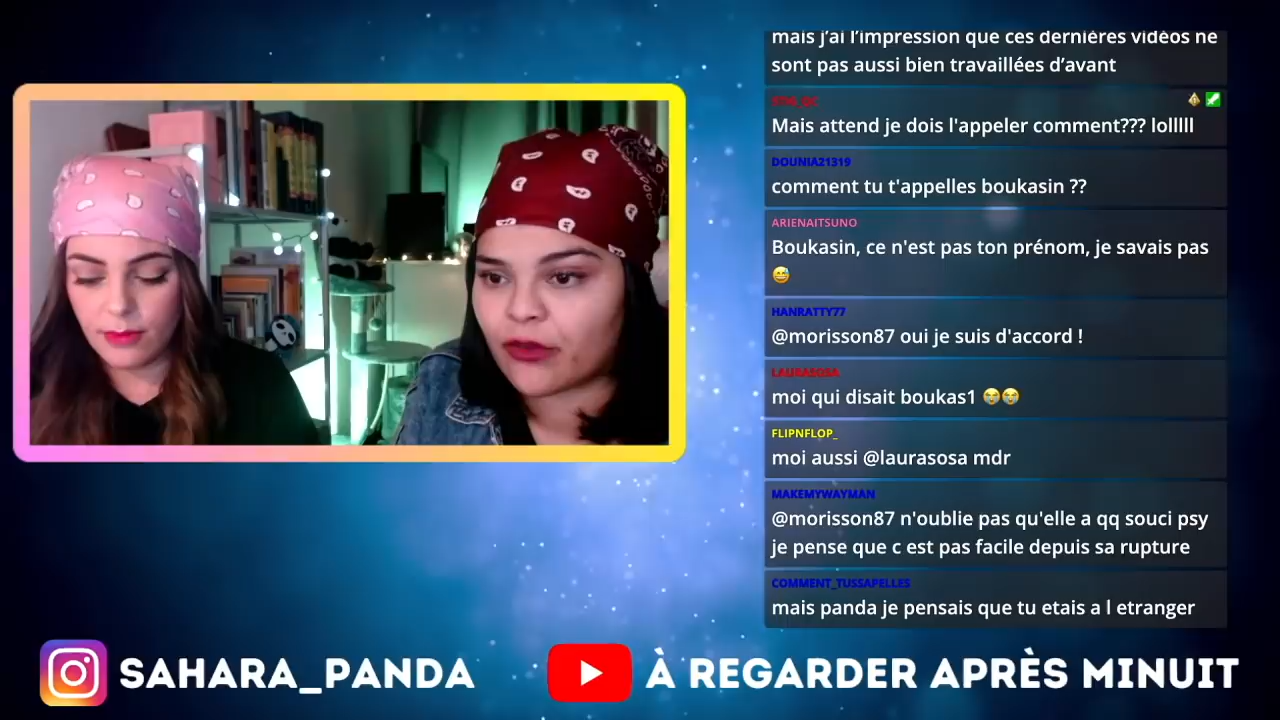 mais j'ai l'impression que ces dernières vidéos ne
sont pas aussi bien travaillées d'avant
Mais attend je dois l'appeler comment??? lolllll
DOUNIA21319
comment tu t'appelles boukasin ??
ARIENAITSUNO
Boukasin, ce n'est pas ton prénom, je savais pas
😅
HANRATTY77
@morisson87 oui je suis d'accord !
LAURASOSA
moi qui disait boukas1 😭😭
FLIPNFLOP_
moi aussi @laurasosa mdr
MAKEMYWAYMAN
@morisson87 n'oublie pas qu'elle a qq souci psy
je pense que c est pas facile depuis sa rupture
COMMENT_TUSSAPELLES
mais panda je pensais que tu etais a l etranger
SAHARA_PANDA
À REGARDER APRÈS MINUIT